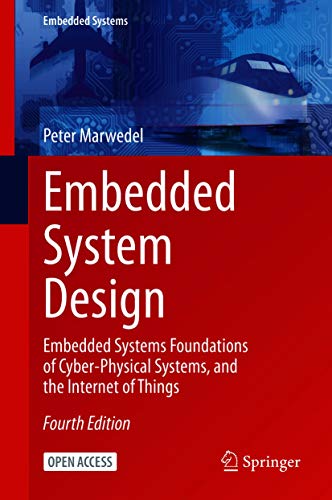 Embedded Systems
Peter Marwedel
Embedded
System
Design
Embedded Systems Foundations
of Cyber-Physical Systems, and
the Internet of Things
Fourth Edition
OPEN ACCESS
Springer